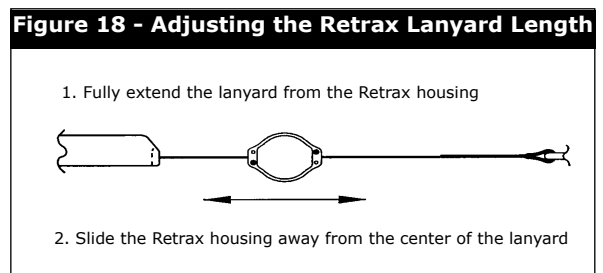 Figure 18 - Adjusting the Retrax Lanyard Length
1. Fully extend the lanyard from the Retrax housing
2. Slide the Retrax housing away from the center of the lanyard